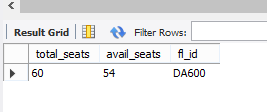 Result Grid Filter Rows:
total_seats avail_seats fl_id
60 54 DA600